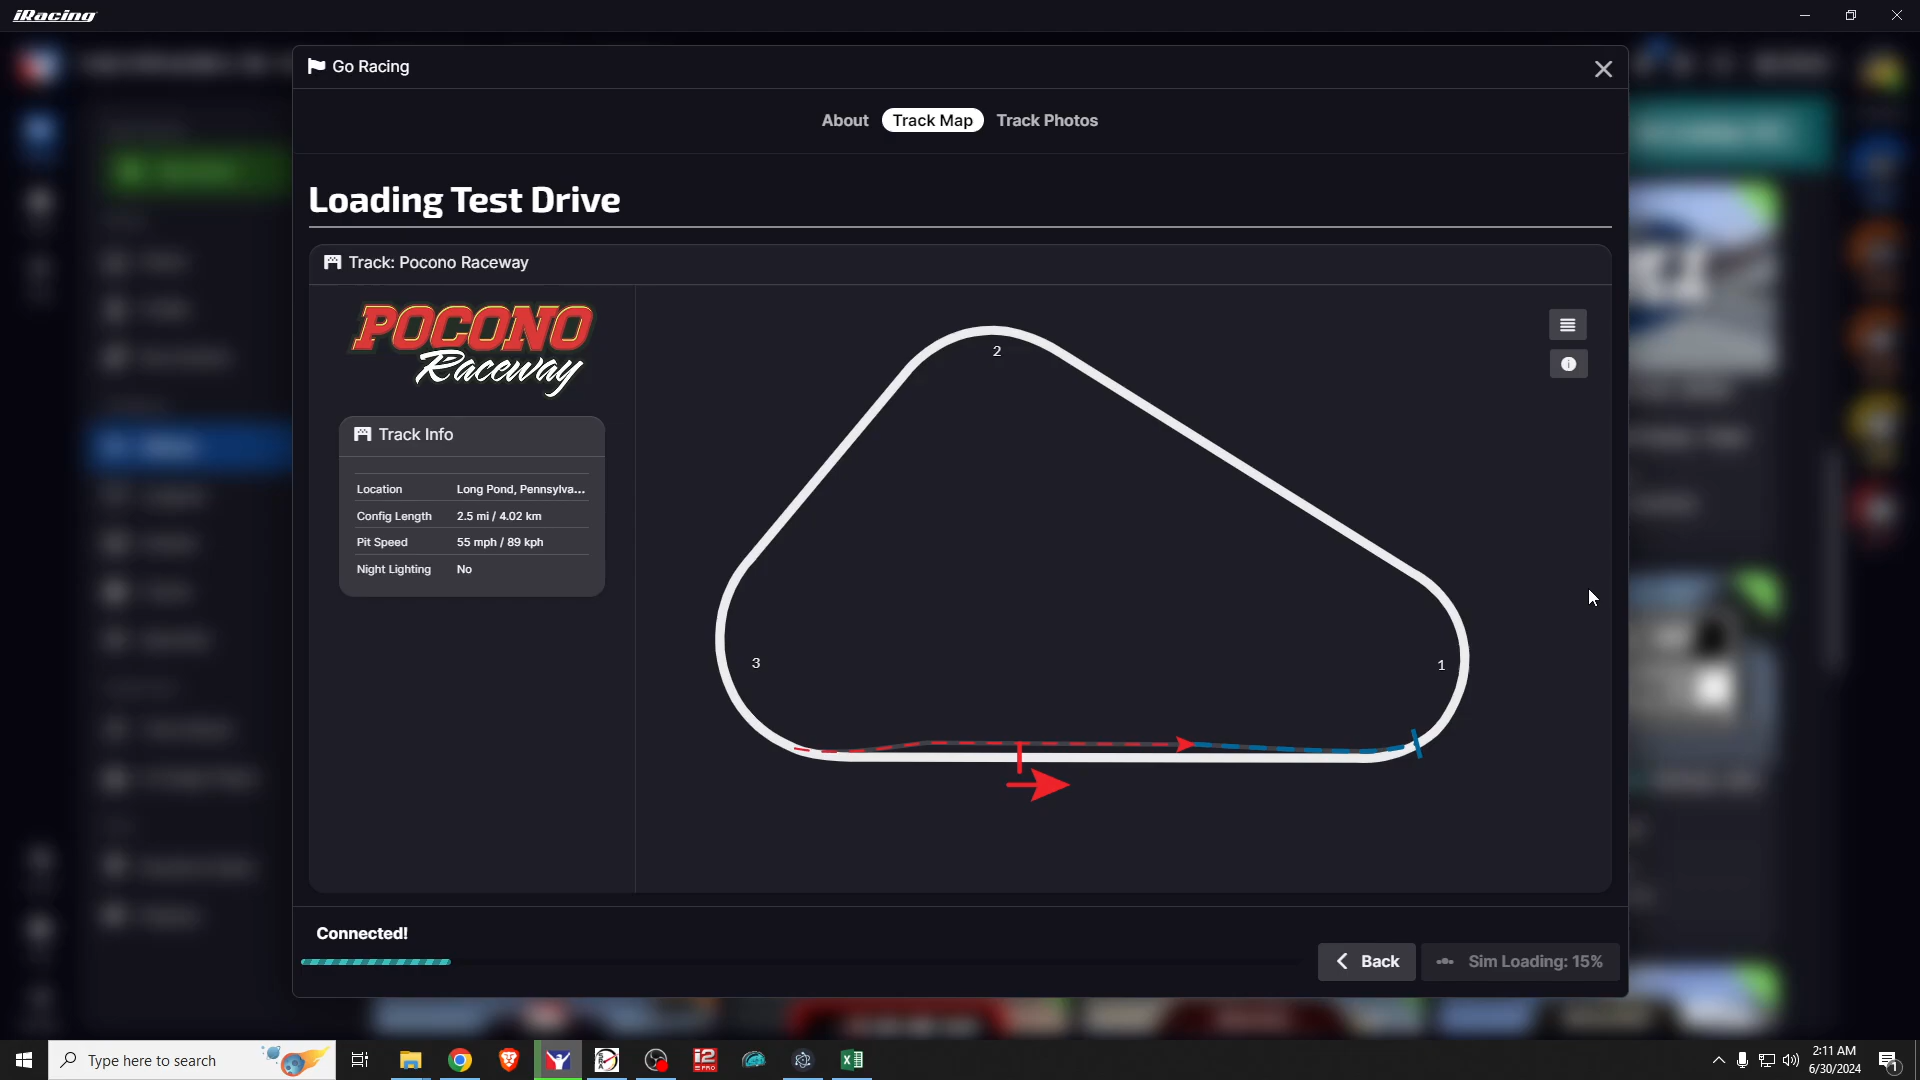 iRacing
Go Racing
About
Track Map
Track Photos
Loading Test Drive
Track: Pocono Raceway
POCONO
Raceway
Track Info
Location
Long Pond, Pennsylva...
Config Length
2.5 mi / 4.02 km
Pit Speed
55 mph / 89 kph
Night Lighting
No
2
3
1
Connected!
Back
Sim Loading: 15%
Type here to search
i2
PRO
2:11 AM
6/30/2024
1